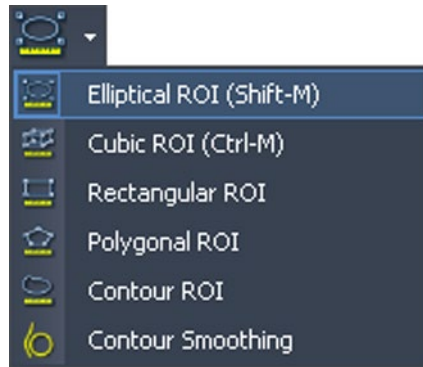 Elliptical ROI (Shift-M)
Cubic ROI (Ctrl-M)
Rectangular ROI
Polygonal ROI
Contour ROI
Contour Smoothing